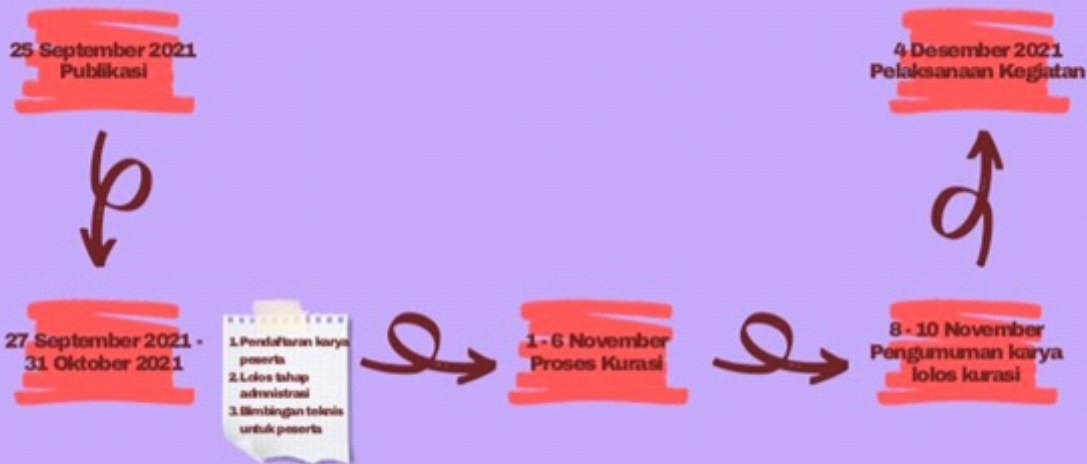 25 September 2021
Publikasi
27 September 2021 -
31 Oktober 2021
1. Pendaftaran karya
peserta
2. Lolos tahap
admnistrasi
3. Bimbingan teknis
untuk peserta
1 - 6 November
Proses Kurasi
8 - 10 November
Pengumuman karya
lolos kurasi
4 Desember 2021
Pelaksanaan Kegiatan